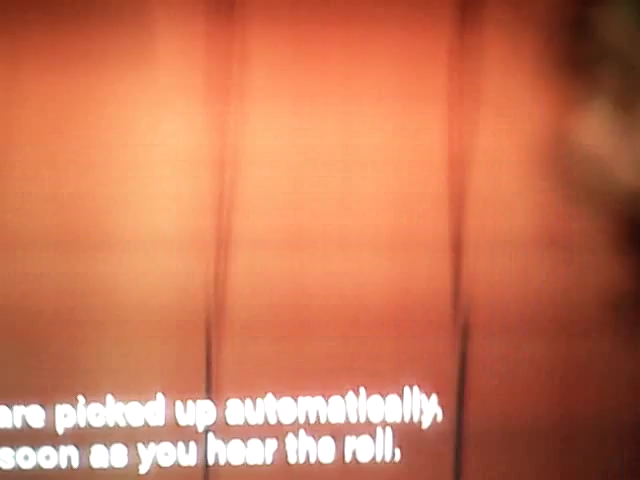 are picked up automatically,
soon as you hear the roll,